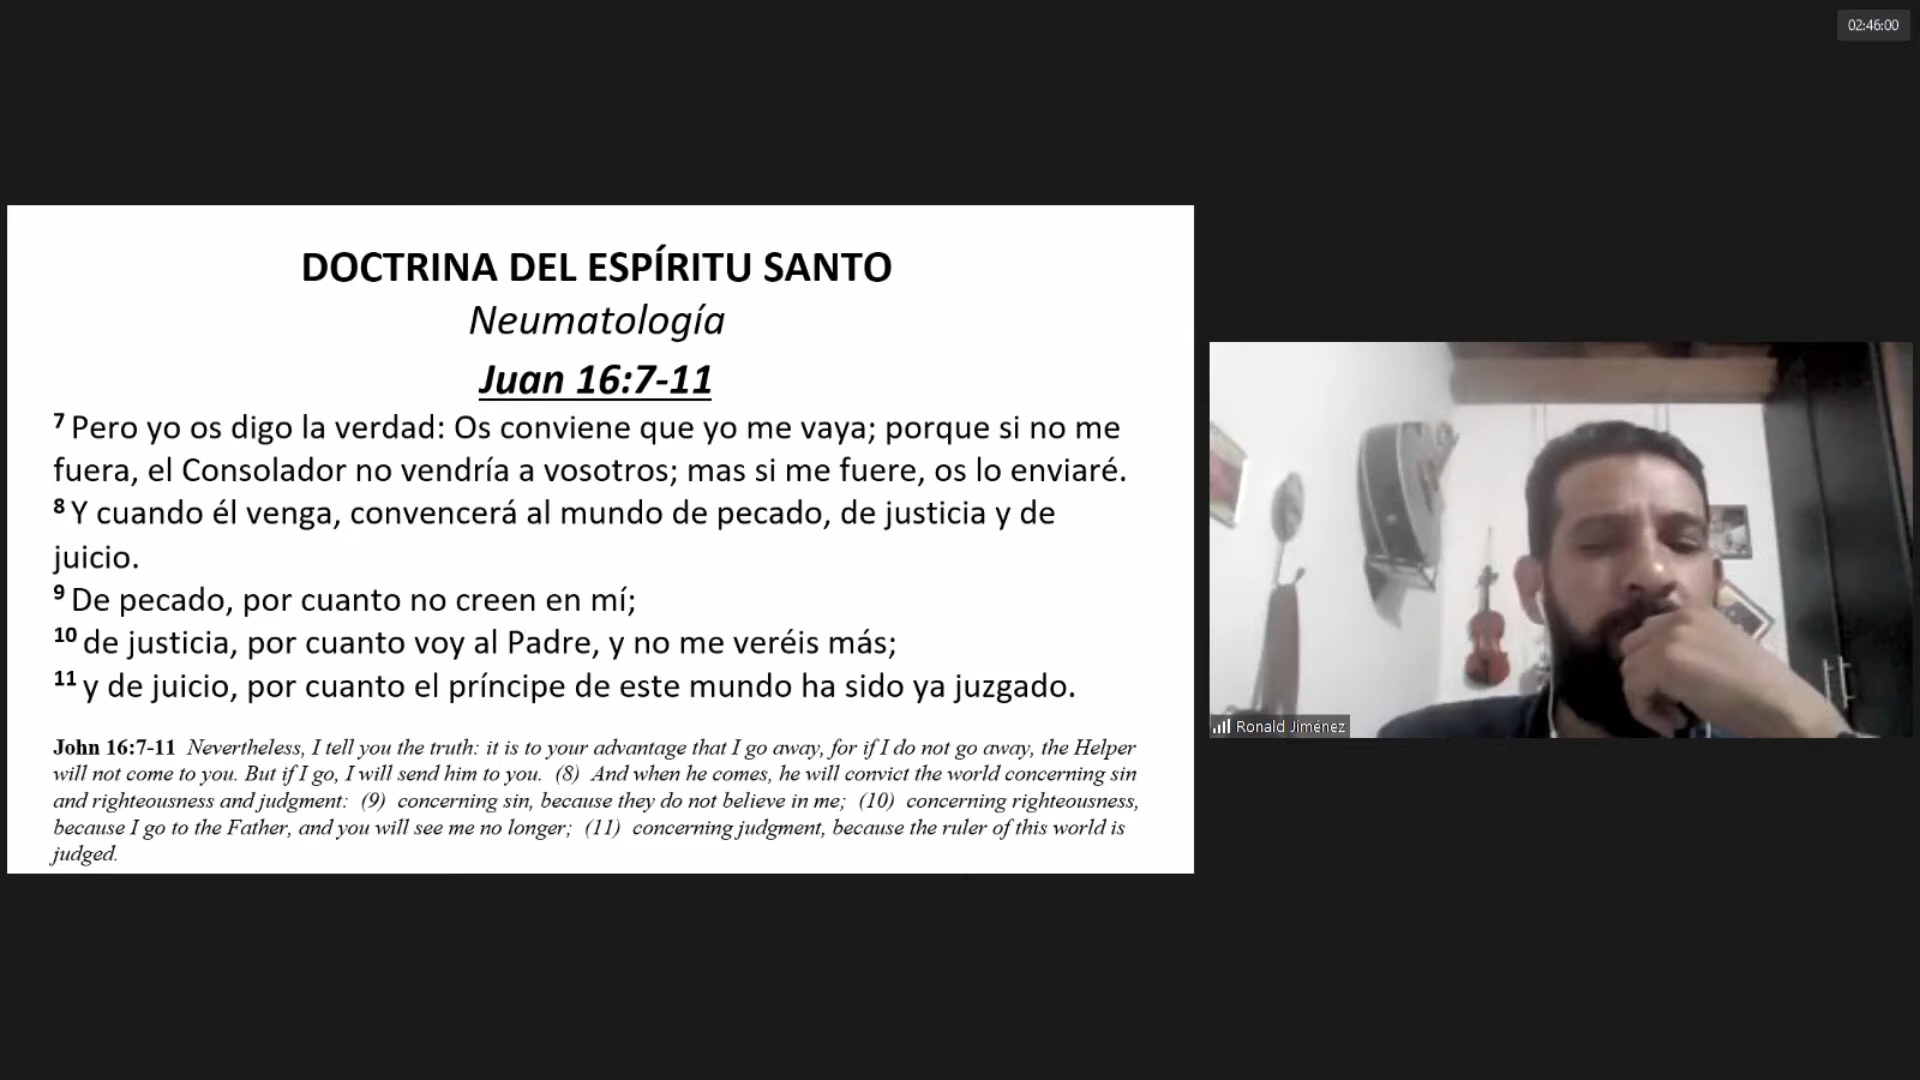 02:46:00
DOCTRINA DEL ESPÍRITU SANTO
Neumatología
Juan 16:7-11
7 Pero yo os digo la verdad: Os conviene que yo me vaya; porque si no me
fuera, el Consolador no vendría a vosotros; mas si me fuere, os lo enviaré.
8 Y cuando él venga, convencerá al mundo de pecado, de justicia y de
juicio.
9 De pecado, por cuanto no creen en mí;
10 de justicia, por cuanto voy al Padre, y no me veréis más;
11 y de juicio, por cuanto el príncipe de este mundo ha sido ya juzgado.
John 16:7-11 Nevertheless, I tell you the truth: it is to your advantage that I go away, for if I do not go away, the Helper
will not come to you. But if I go, I will send him to you. (8) And when he comes, he will convict the world concerning sin
and righteousness and judgment: (9) concerning sin, because they do not believe in me; (10) concerning righteousness,
because I go to the Father, and you will see me no longer; (11) concerning judgment, because the ruler of this world is
judged.
Ronald Jiménez